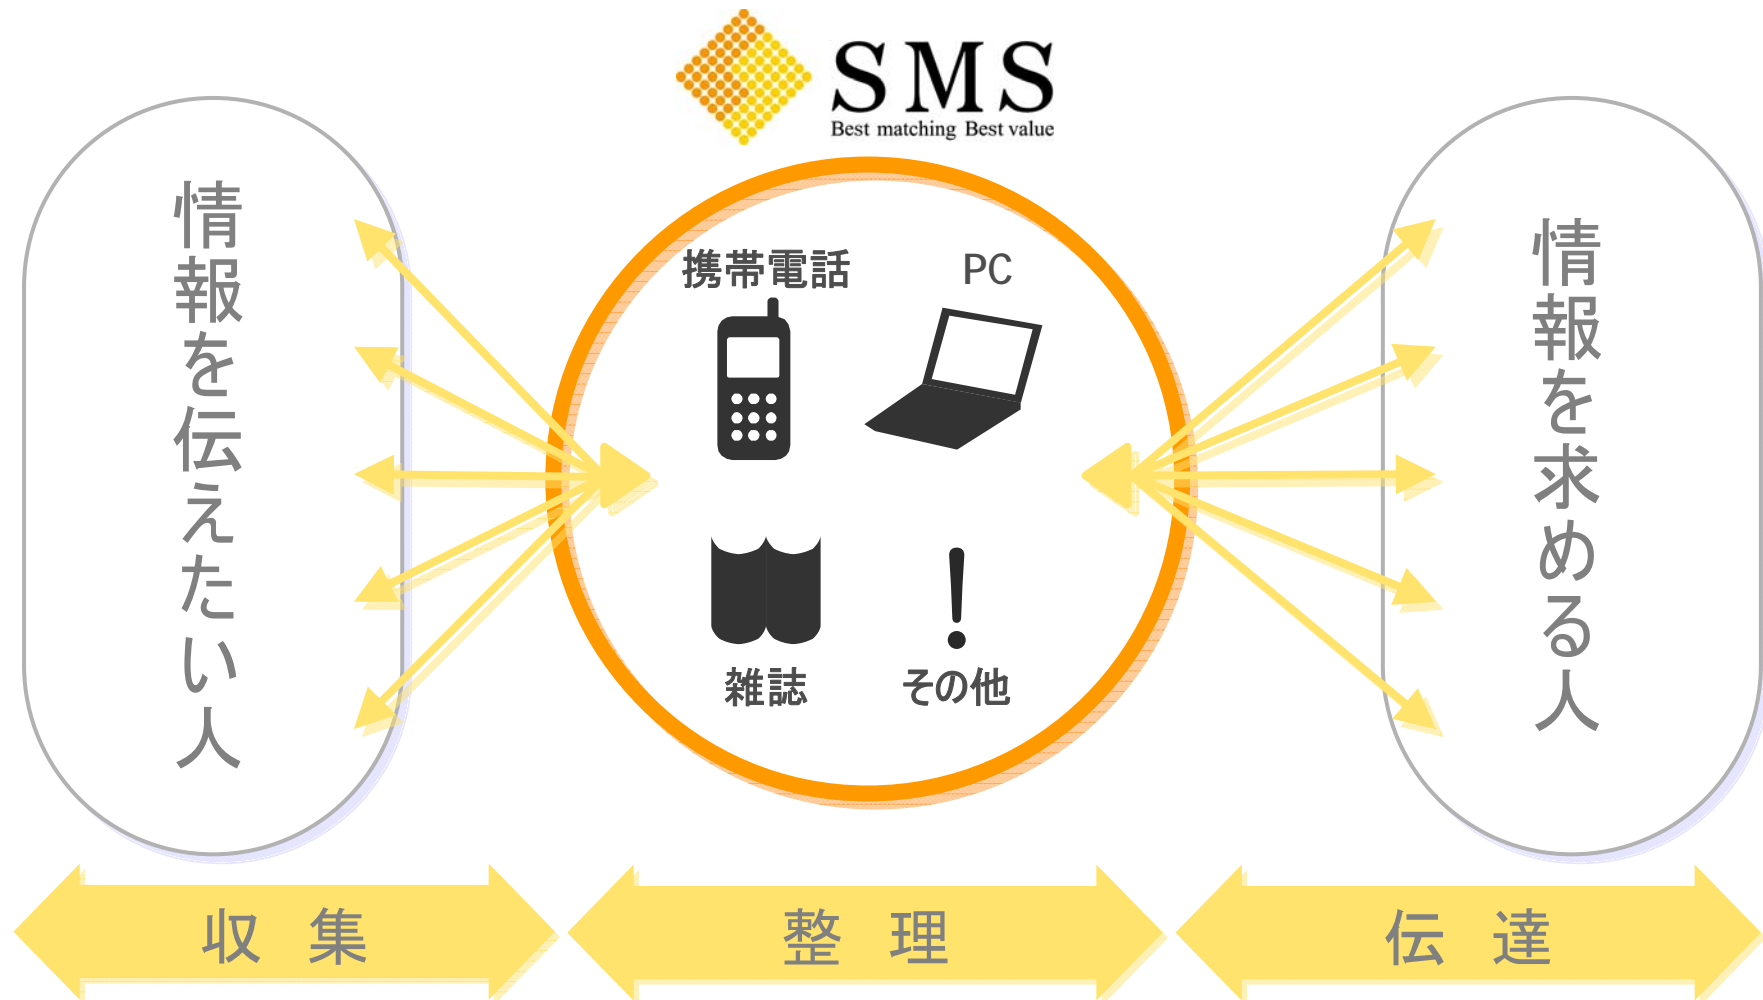 SMS
Best matching Best value
情報を伝えたい人
携帯電話
PC
雑誌
その他
情報を求める人
収集
整理
伝達